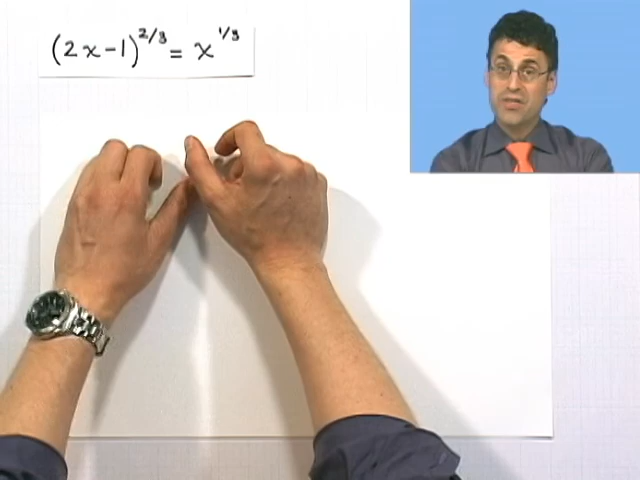 (2x-1)^{2/3} = x^{1/3}